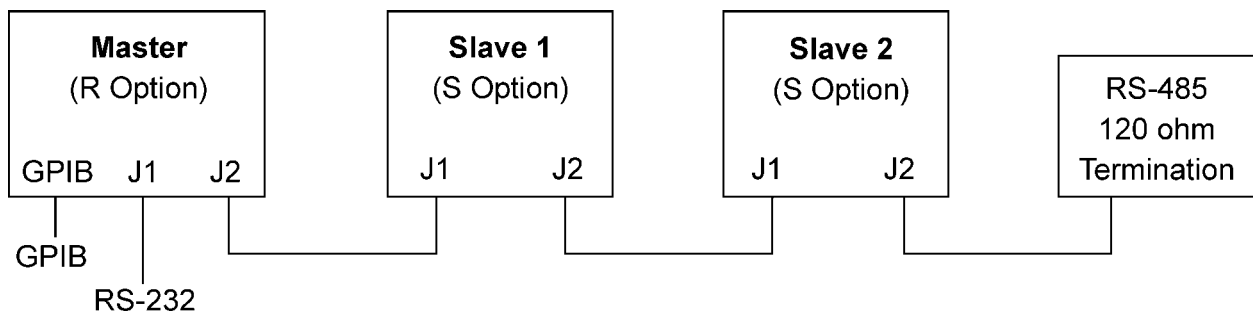 Master
(R Option)
GPIB J1 J2
GPIB
RS-232
Slave 1
(S Option)
J1 J2
Slave 2
(S Option)
J1 J2
RS-485
120 ohm
Termination